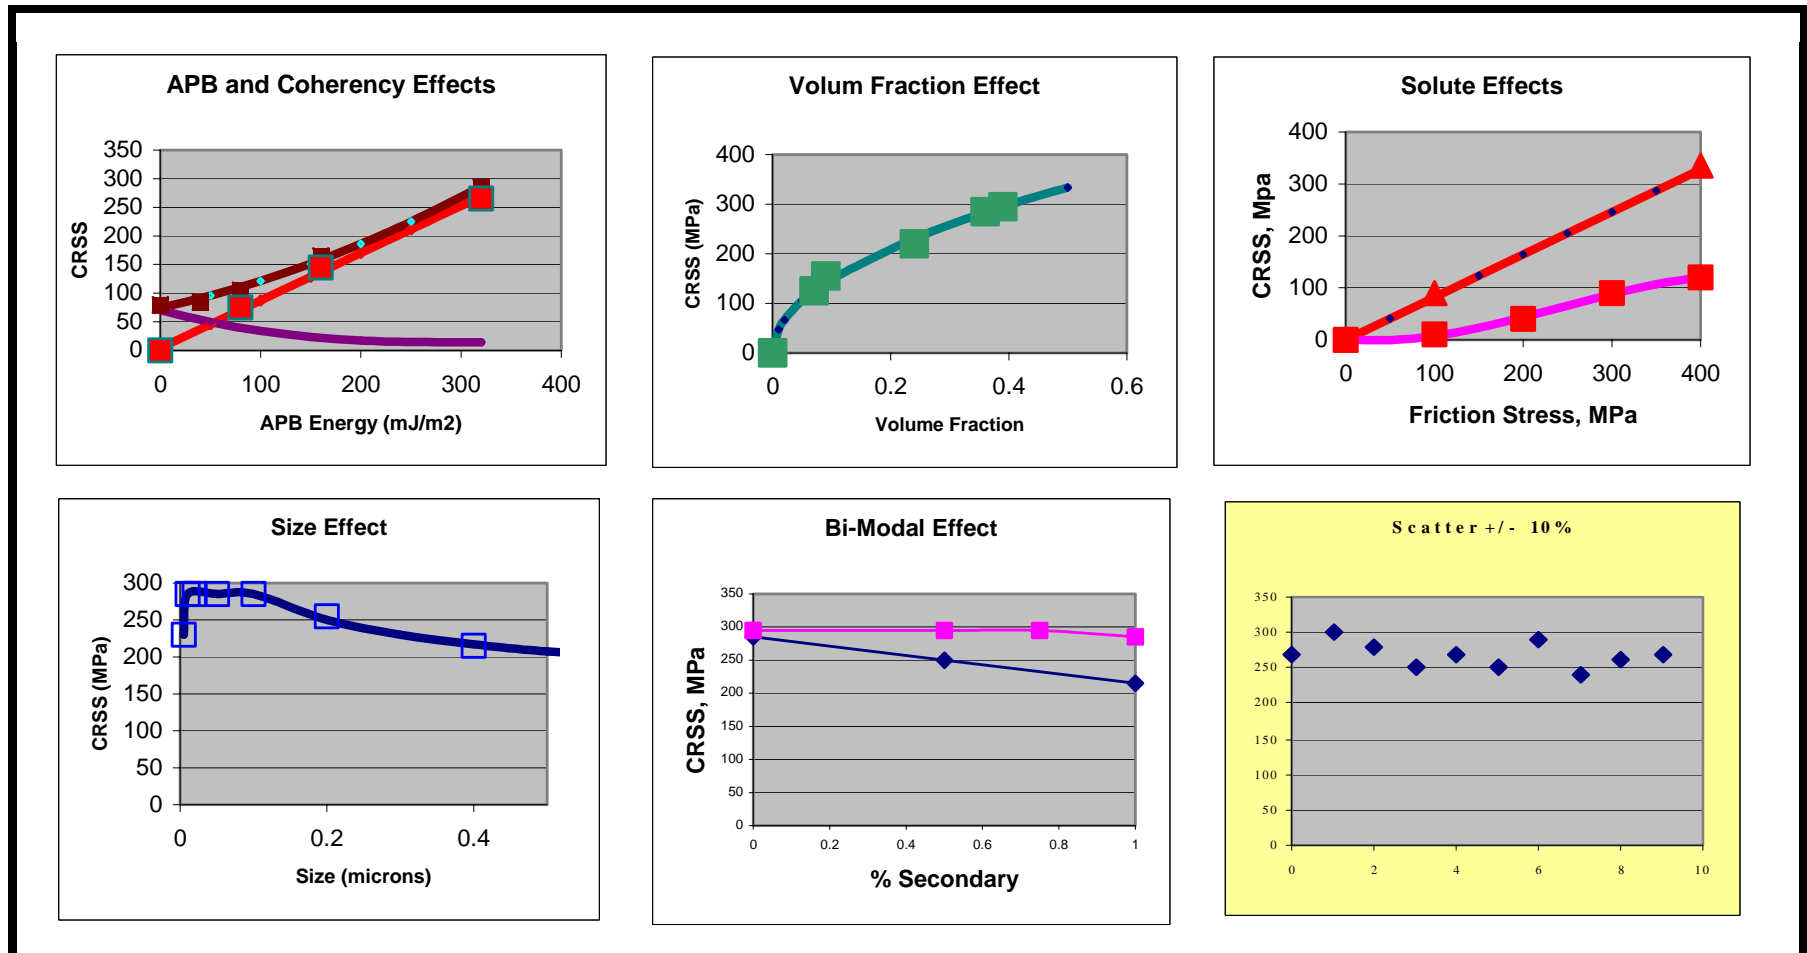 APB and Coherency Effects
350
300
250
200
150
100
50
0
CRSS
0 100 200 300 400
APB Energy (mJ/m2)
Volum Fraction Effect
400
300
200
100
0
CRSS (MPa)
0 0.2 0.4 0.6
Volume Fraction
Solute Effects
400
300
200
100
0
CRSS, Mpa
0 100 200 300 400
Friction Stress, MPa
Size Effect
300
250
200
150
100
50
0
CRSS (MPa)
0 0.2 0.4
Size (microns)
Bi-Modal Effect
350
300
250
200
150
100
50
0
CRSS, MPa
0 0.2 0.4 0.6 0.8 1
% Secondary
Scatter +/- 10%
350
300
250
200
150
100
50
0
0 2 4 6 8 10